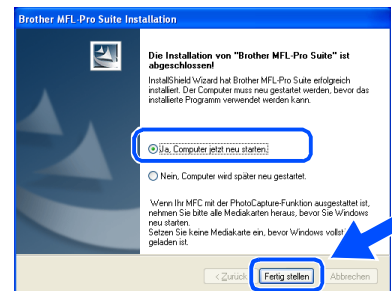 Brother MFL-Pro Suite Installation
Die Installation von "Brother MFL-Pro Suite" ist
abgeschlossen!
InstallShield Wizard hat Brother MFL-Pro Suite erfolgreich
installiert. Der Computer muss neu gestartet werden, bevor das
installierte Programm verwendet werden kann.
Ja, Computer jetzt neu starten.
Nein, Computer wird später neu gestartet.
Wenn Ihr MFC mit der PhotoCapture-Funktion ausgestattet ist,
nehmen Sie bitte alle Mediakarten heraus, bevor Sie Windows
neu starten.
Setzen Sie keine Mediakarte ein, bevor Windows
geladen ist.
< Zurück Fertig stellen Abbrechen